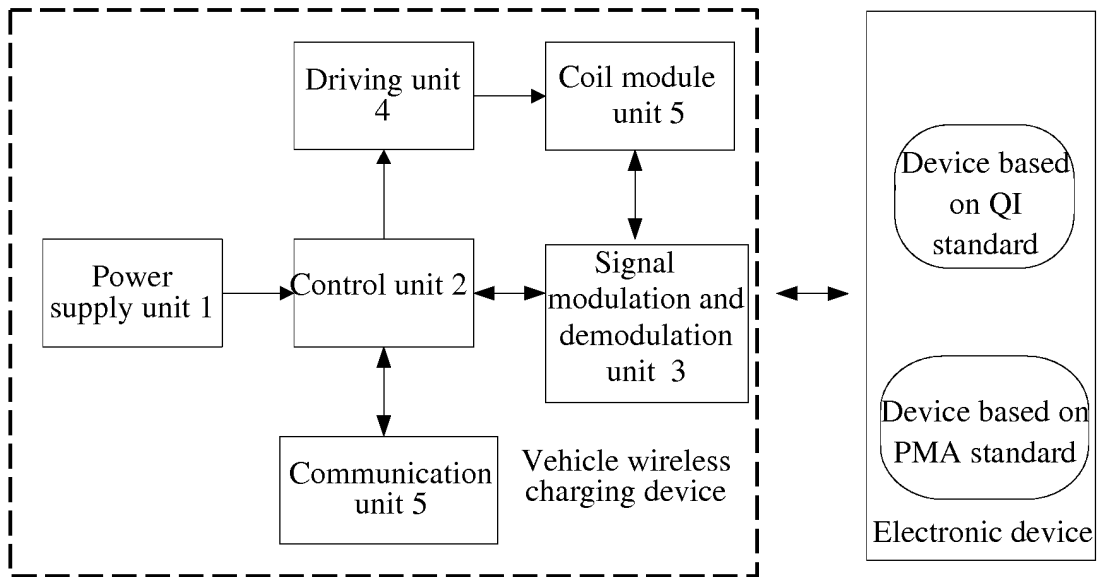 Driving unit
4
Coil module
unit 5
Power
supply unit 1
Control unit 2
Signal
modulation and
demodulation
unit 3
Communication
unit 5
Vehicle wireless
charging device
Device based
on QI
standard
Device based on
PMA standard
Electronic device